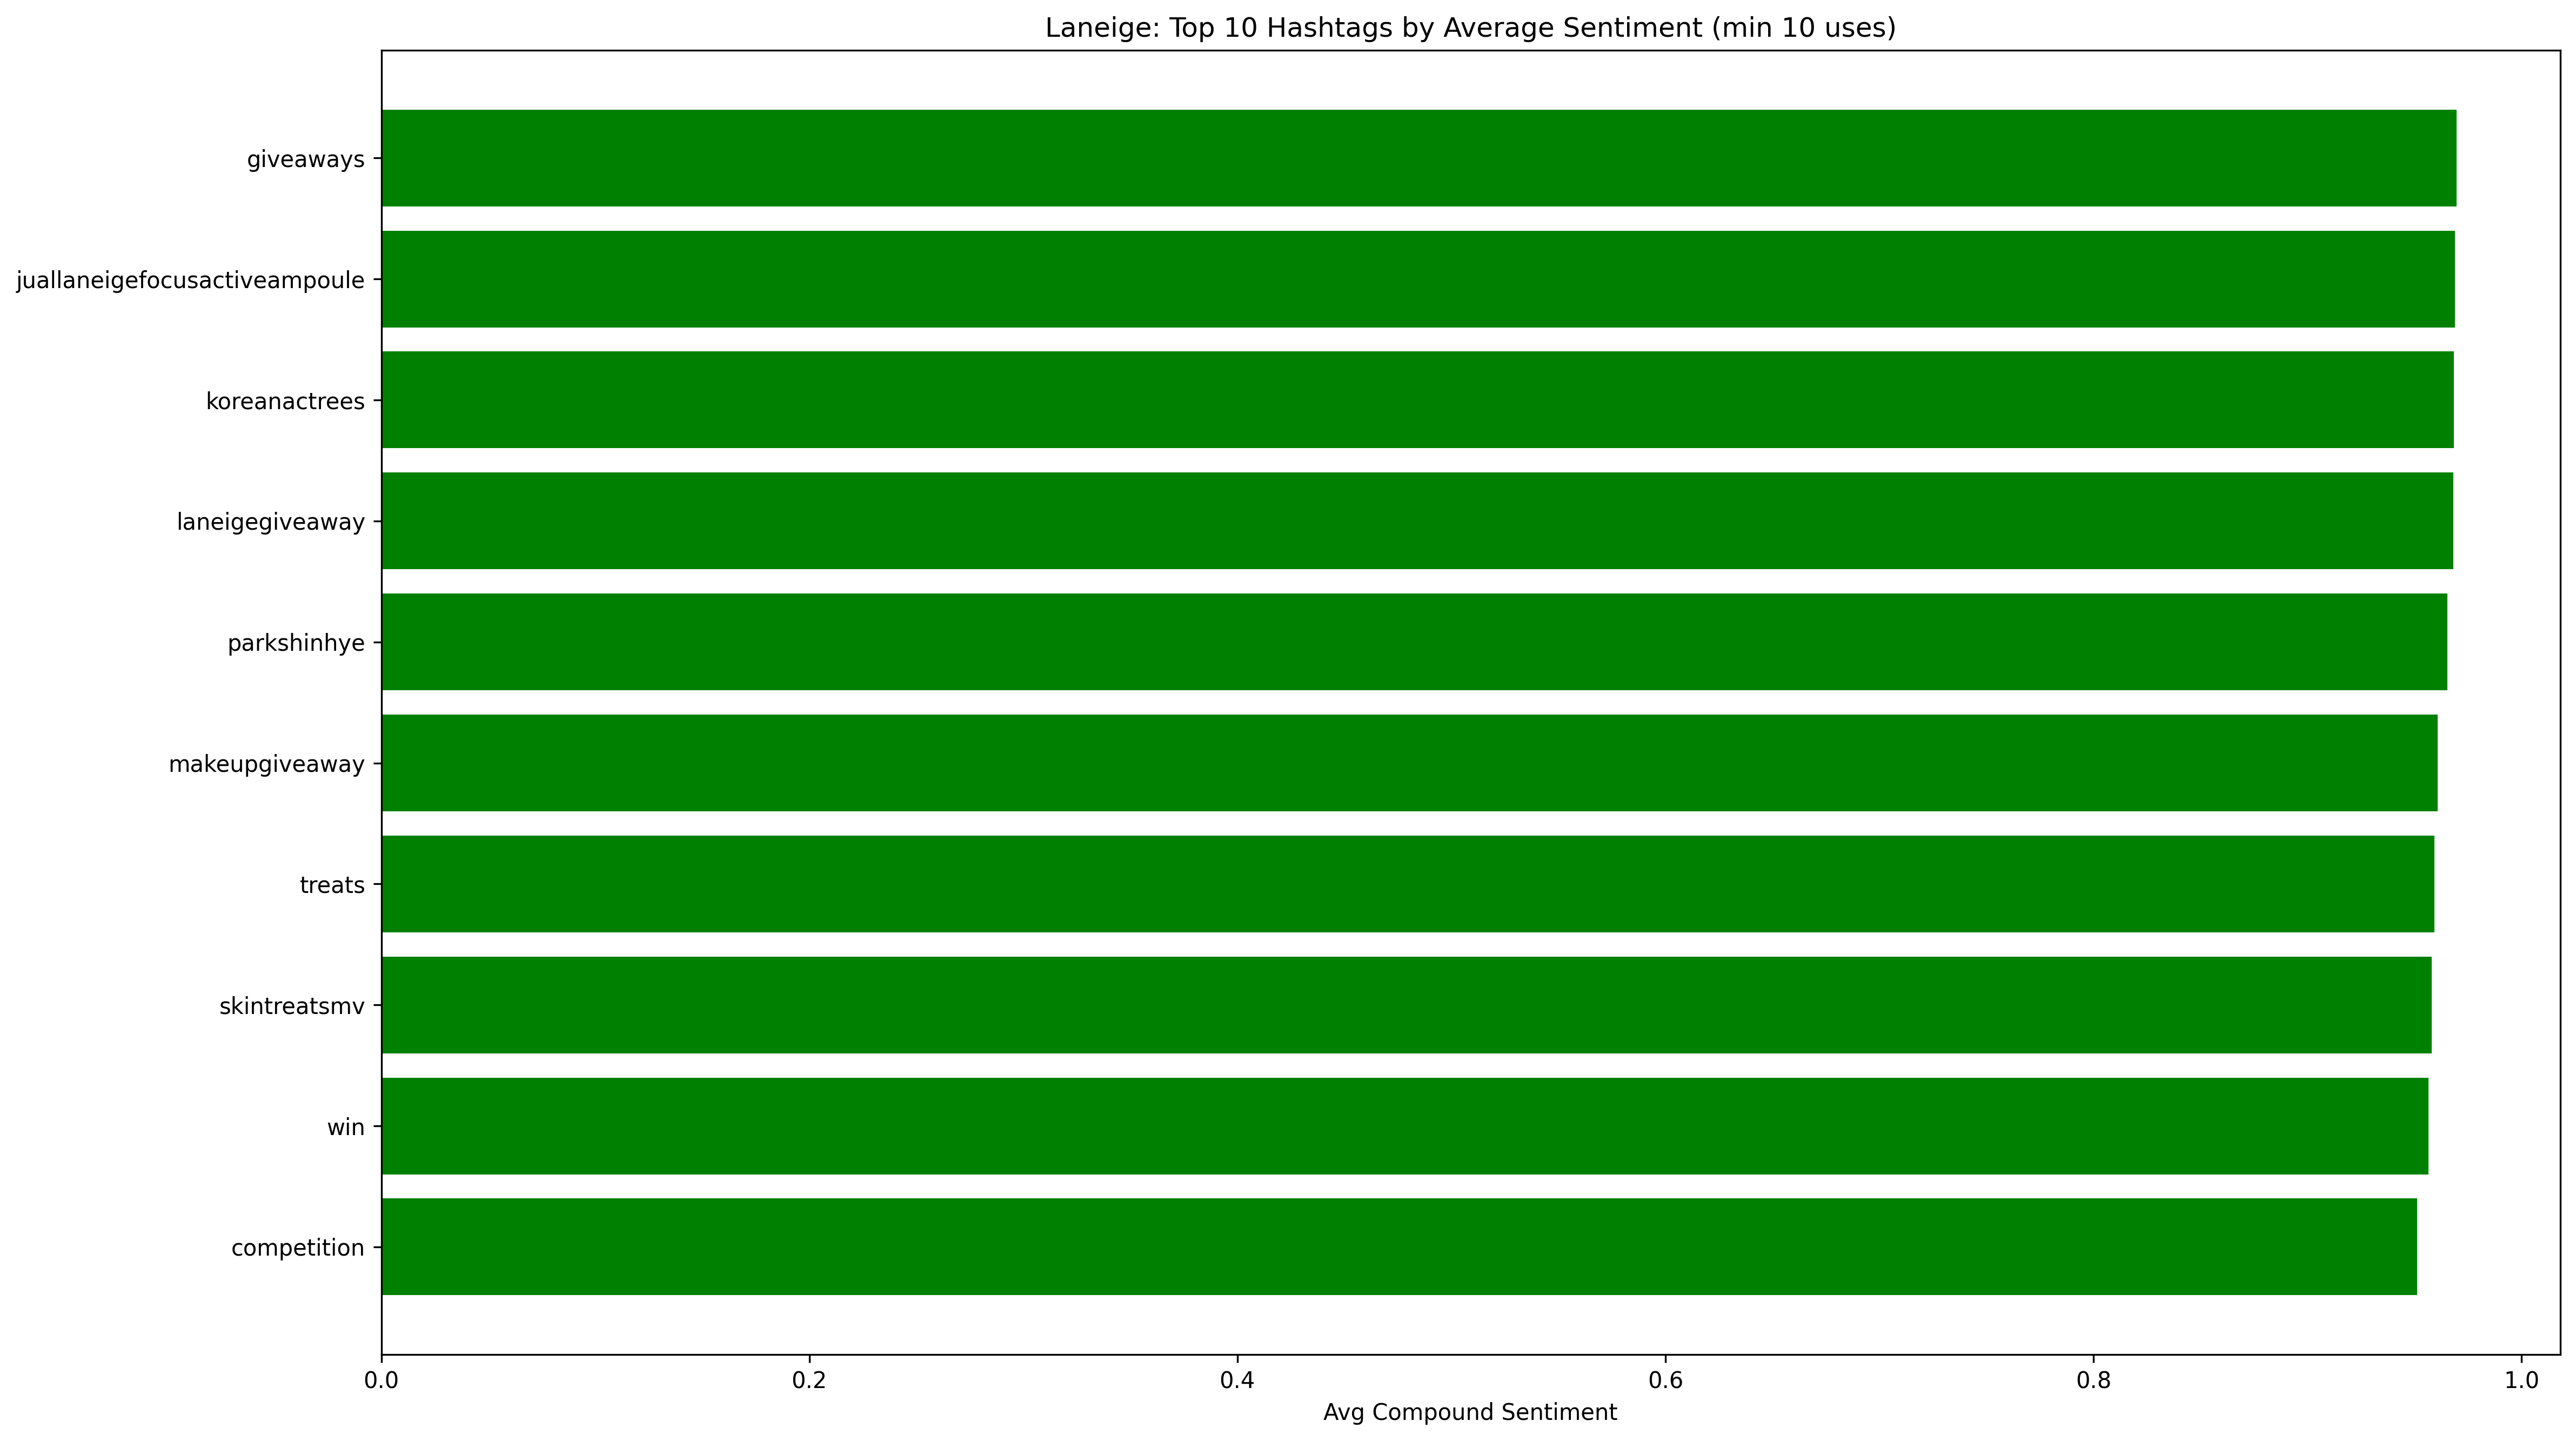 Laneige: Top 10 Hashtags by Average Sentiment (min 10 uses)
giveaways
juallaneigefocusactiveampoule
koreanactrees
laneigegiveaway
parkshinhye
makeupgiveaway
treats
skintreatsmv
win
competition
0.0 0.2 0.4 0.6 0.8 1.0
Avg Compound Sentiment